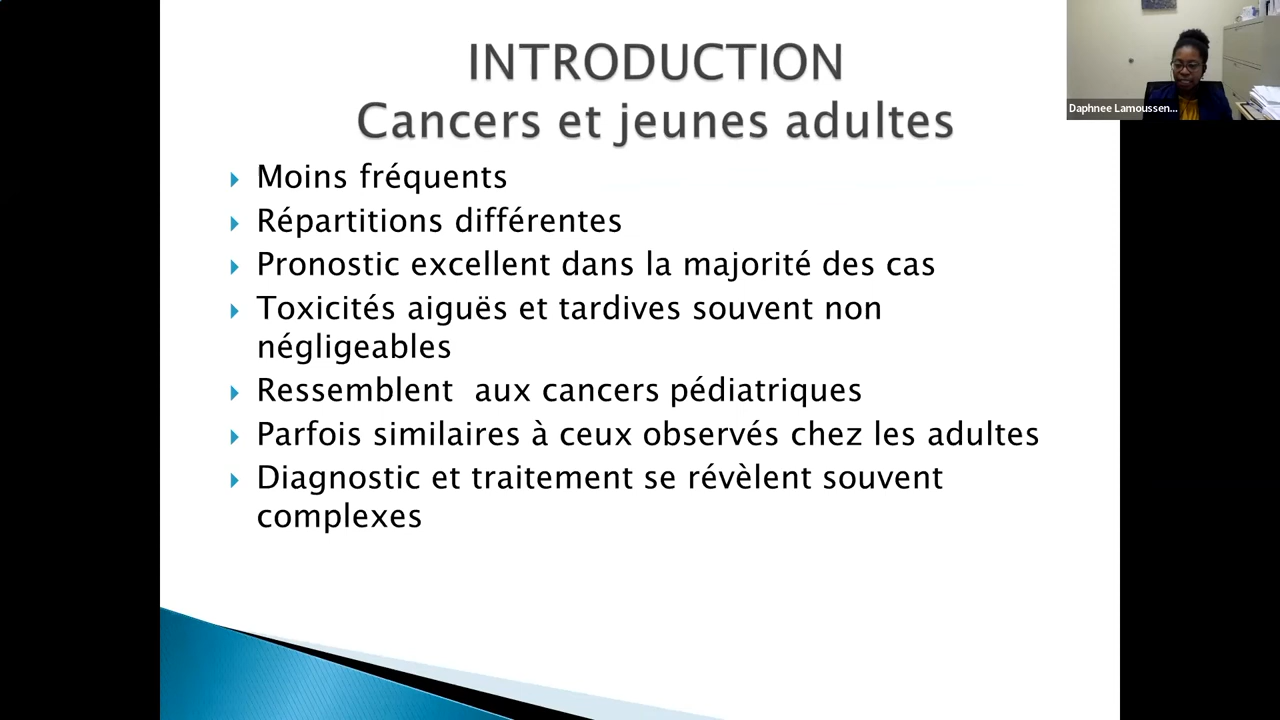 INTRODUCTION
Cancers et jeunes adultes
Moins fréquents
Répartitions différentes
Pronostic excellent dans la majorité des cas
Toxicités aiguës et tardives souvent non
négligeables
Ressemblent aux cancers pédiatriques
Parfois similaires à ceux observés chez les adultes
Diagnostic et traitement se révèlent souvent
complexes
Daphnee Lamoussen...